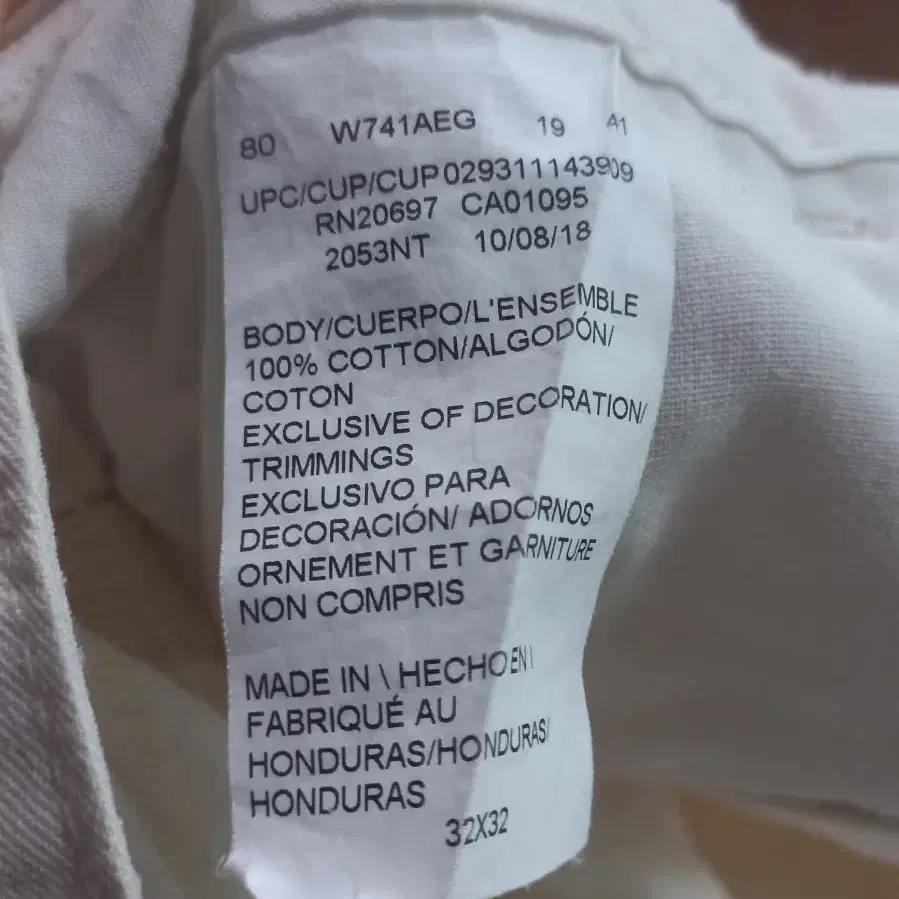 80 W741AEG 19 41
UPC/CUP/CUP 029311143909
RN20697 CA01095
2053NT 10/08/18
BODY/CUERPO/L'ENSEMBLE
100% COTTON/ALGODÓN/
COTON
EXCLUSIVE OF DECORATION/
TRIMMINGS
EXCLUSIVO PARA
DECORACIÓN/ ADORNOS
ORNEMENT ET GARNITURE
NON COMPRIS
MADE IN \ HECHO EN \
FABRIQUÉ AU
HONDURAS/HONDURAS/
HONDURAS
32X32